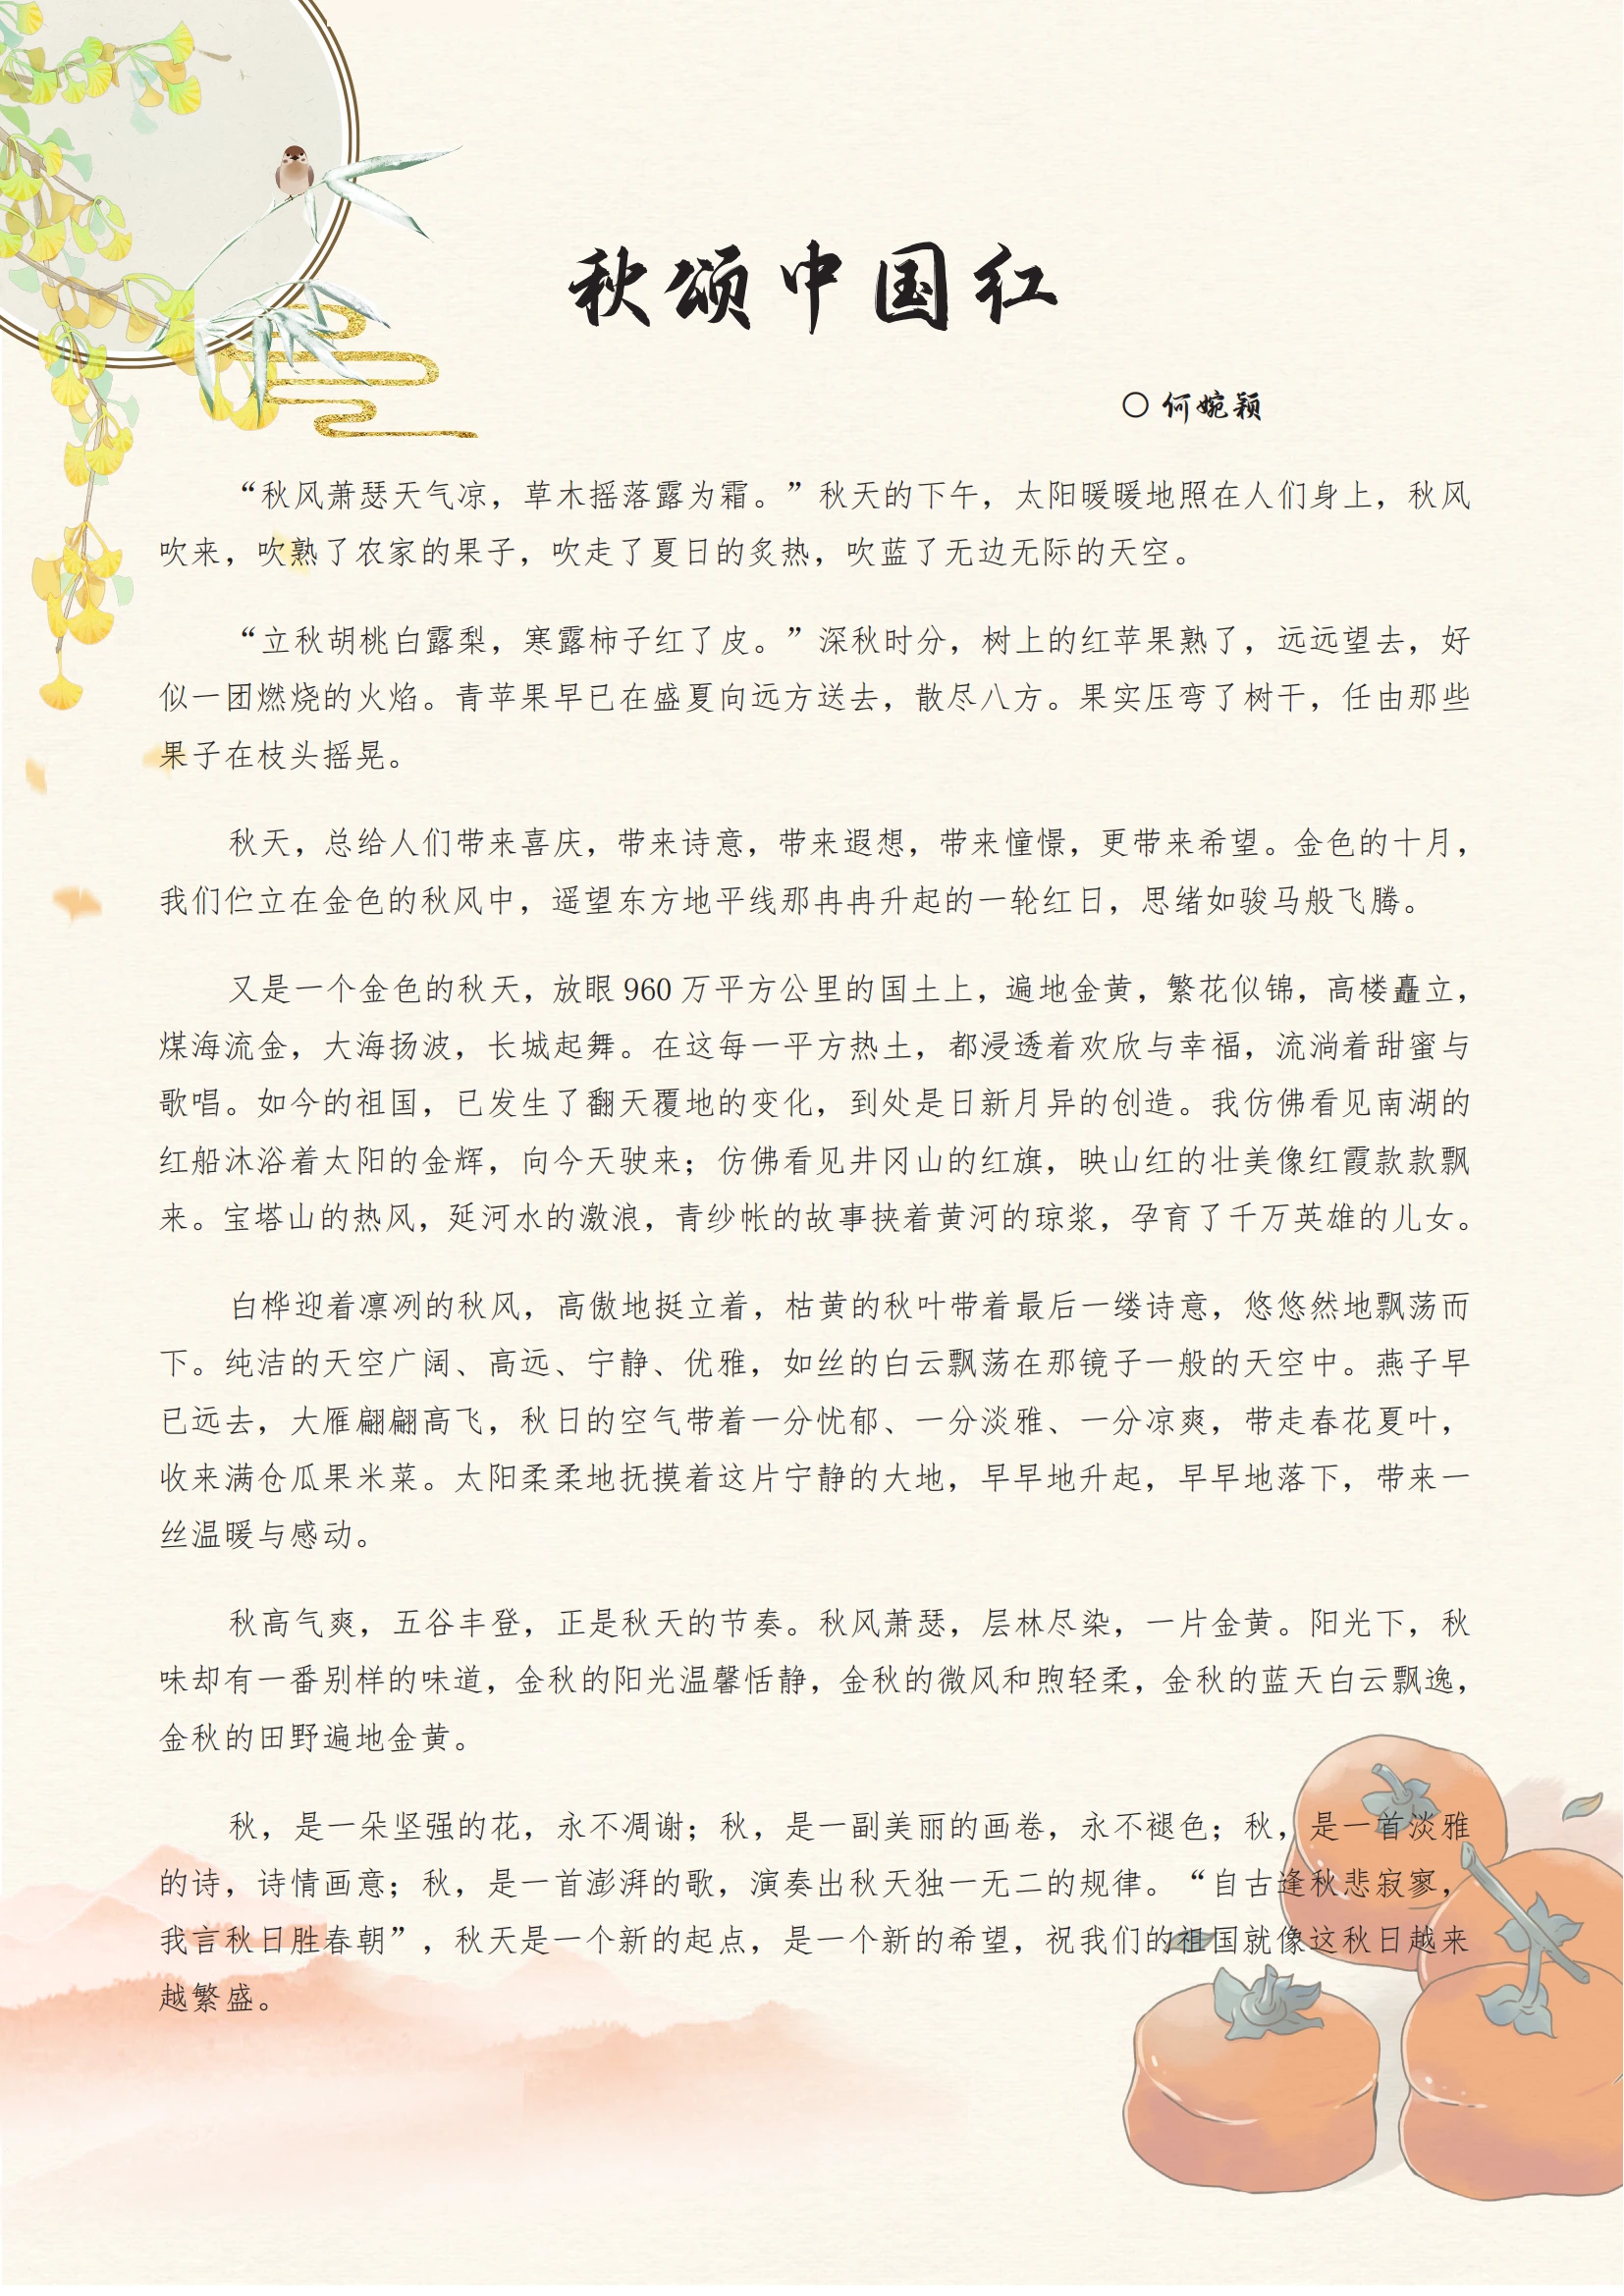 秋颂中国红
〇 何婉颖
“秋风萧瑟天气凉，草木摇落露为霜。”秋天的下午，太阳暖暖地照在人们身上，秋风
吹来，吹熟了农家的果子，吹走了夏日的炙热，吹蓝了无边无际的天空。
“立秋胡桃白露梨，寒露柿子红了皮。”深秋时分，树上的红苹果熟了，远远望去，好
似一团燃烧的火焰。青苹果早已在盛夏向远方送去，散尽八方。果实压弯了树干，任由那些
果子在枝头摇晃。
秋天，总给人们带来喜庆，带来诗意，带来遐想，带来憧憬，更带来希望。金色的十月，
我们伫立在金色的秋风中，遥望东方地平线那冉冉升起的一轮红日，思绪如骏马般飞腾。
又是一个金色的秋天，放眼 960 万平方公里的国土上，遍地金黄，繁花似锦，高楼矗立，
煤海流金，大海扬波，长城起舞。在这每一平方热土，都浸透着欢欣与幸福，流淌着甜蜜与
歌唱。如今的祖国，已发生了翻天覆地的变化，到处是日新月异的创造。我仿佛看见南湖的
红船沐浴着太阳的金辉，向今天驶来；仿佛看见井冈山的红旗，映山红的壮美像红霞款款飘
来。宝塔山的热风，延河水的激浪，青纱帐的故事挟着黄河的琼浆，孕育了千万英雄的儿女。
白桦迎着凛冽的秋风，高傲地挺立着，枯黄的秋叶带着最后一缕诗意，悠悠然地飘荡而
下。纯洁的天空广阔、高远、宁静、优雅，如丝的白云飘荡在那镜子一般的天空中。燕子早
已远去，大雁翩翩高飞，秋日的空气带着一分忧郁、一分淡雅、一分凉爽，带走春花夏叶，
收来满仓瓜果米菜。太阳柔柔地抚摸着这片宁静的大地，早早地升起，早早地落下，带来一
丝温暖与感动。
秋高气爽，五谷丰登，正是秋天的节奏。秋风萧瑟，层林尽染，一片金黄。阳光下，秋
味却有一番别样的味道，金秋的阳光温馨恬静，金秋的微风和煦轻柔，金秋的蓝天白云飘逸，
金秋的田野遍地金黄。
秋，是一朵坚强的花，永不凋谢；秋，是一副美丽的画卷，永不褪色；秋，是一首淡雅
的诗，诗情画意；秋，是一首澎湃的歌，演奏出秋天独一无二的规律。“自古逢秋悲寂寥，
我言秋日胜春朝”，秋天是一个新的起点，是一个新的希望，祝我们的祖国就像这秋日越来
越繁盛。